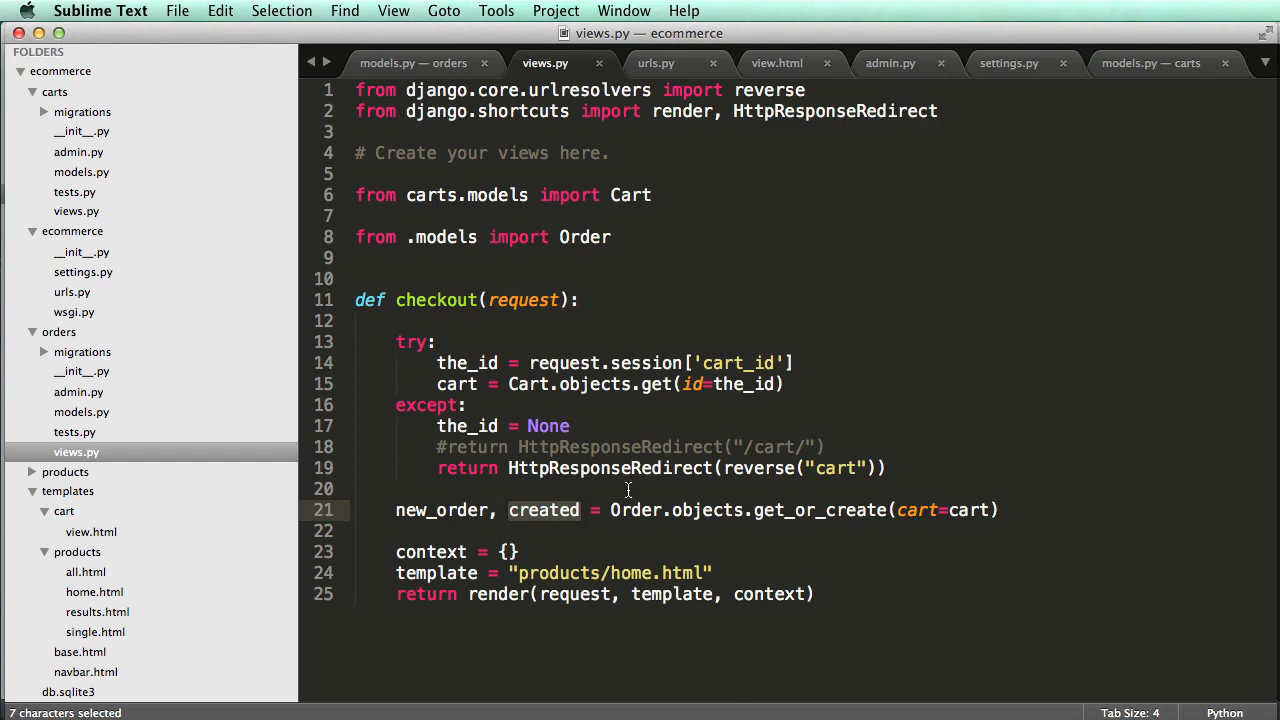 Sublime Text File Edit Selection Find View Goto Tools Project Window Help
views.py — ecommerce
FOLDERS
ecommerce
carts
migrations
__init__.py
admin.py
models.py
tests.py
views.py
ecommerce
__init__.py
settings.py
urls.py
wsgi.py
orders
migrations
__init__.py
admin.py
models.py
tests.py
views.py
products
templates
cart
view.html
products
all.html
home.html
results.html
single.html
base.html
navbar.html
db.sqlite3
models.py — orders × views.py × urls.py × view.html × admin.py × settings.py × models.py — carts ×
1 from django.core.urlresolvers import reverse
2 from django.shortcuts import render, HttpResponseRedirect
3
4 # Create your views here.
5
6 from carts.models import Cart
7
8 from .models import Order
9
10
11 def checkout(request):
12
13 try:
14 the_id = request.session['cart_id']
15 cart = Cart.objects.get(id=the_id)
16 except:
17 the_id = None
18 #return HttpResponseRedirect("/cart/")
19 return HttpResponseRedirect(reverse("cart"))
20
21 new_order, created = Order.objects.get_or_create(cart=cart)
22
23 context = {}
24 template = "products/home.html"
25 return render(request, template, context)
7 characters selected Tab Size: 4 Python